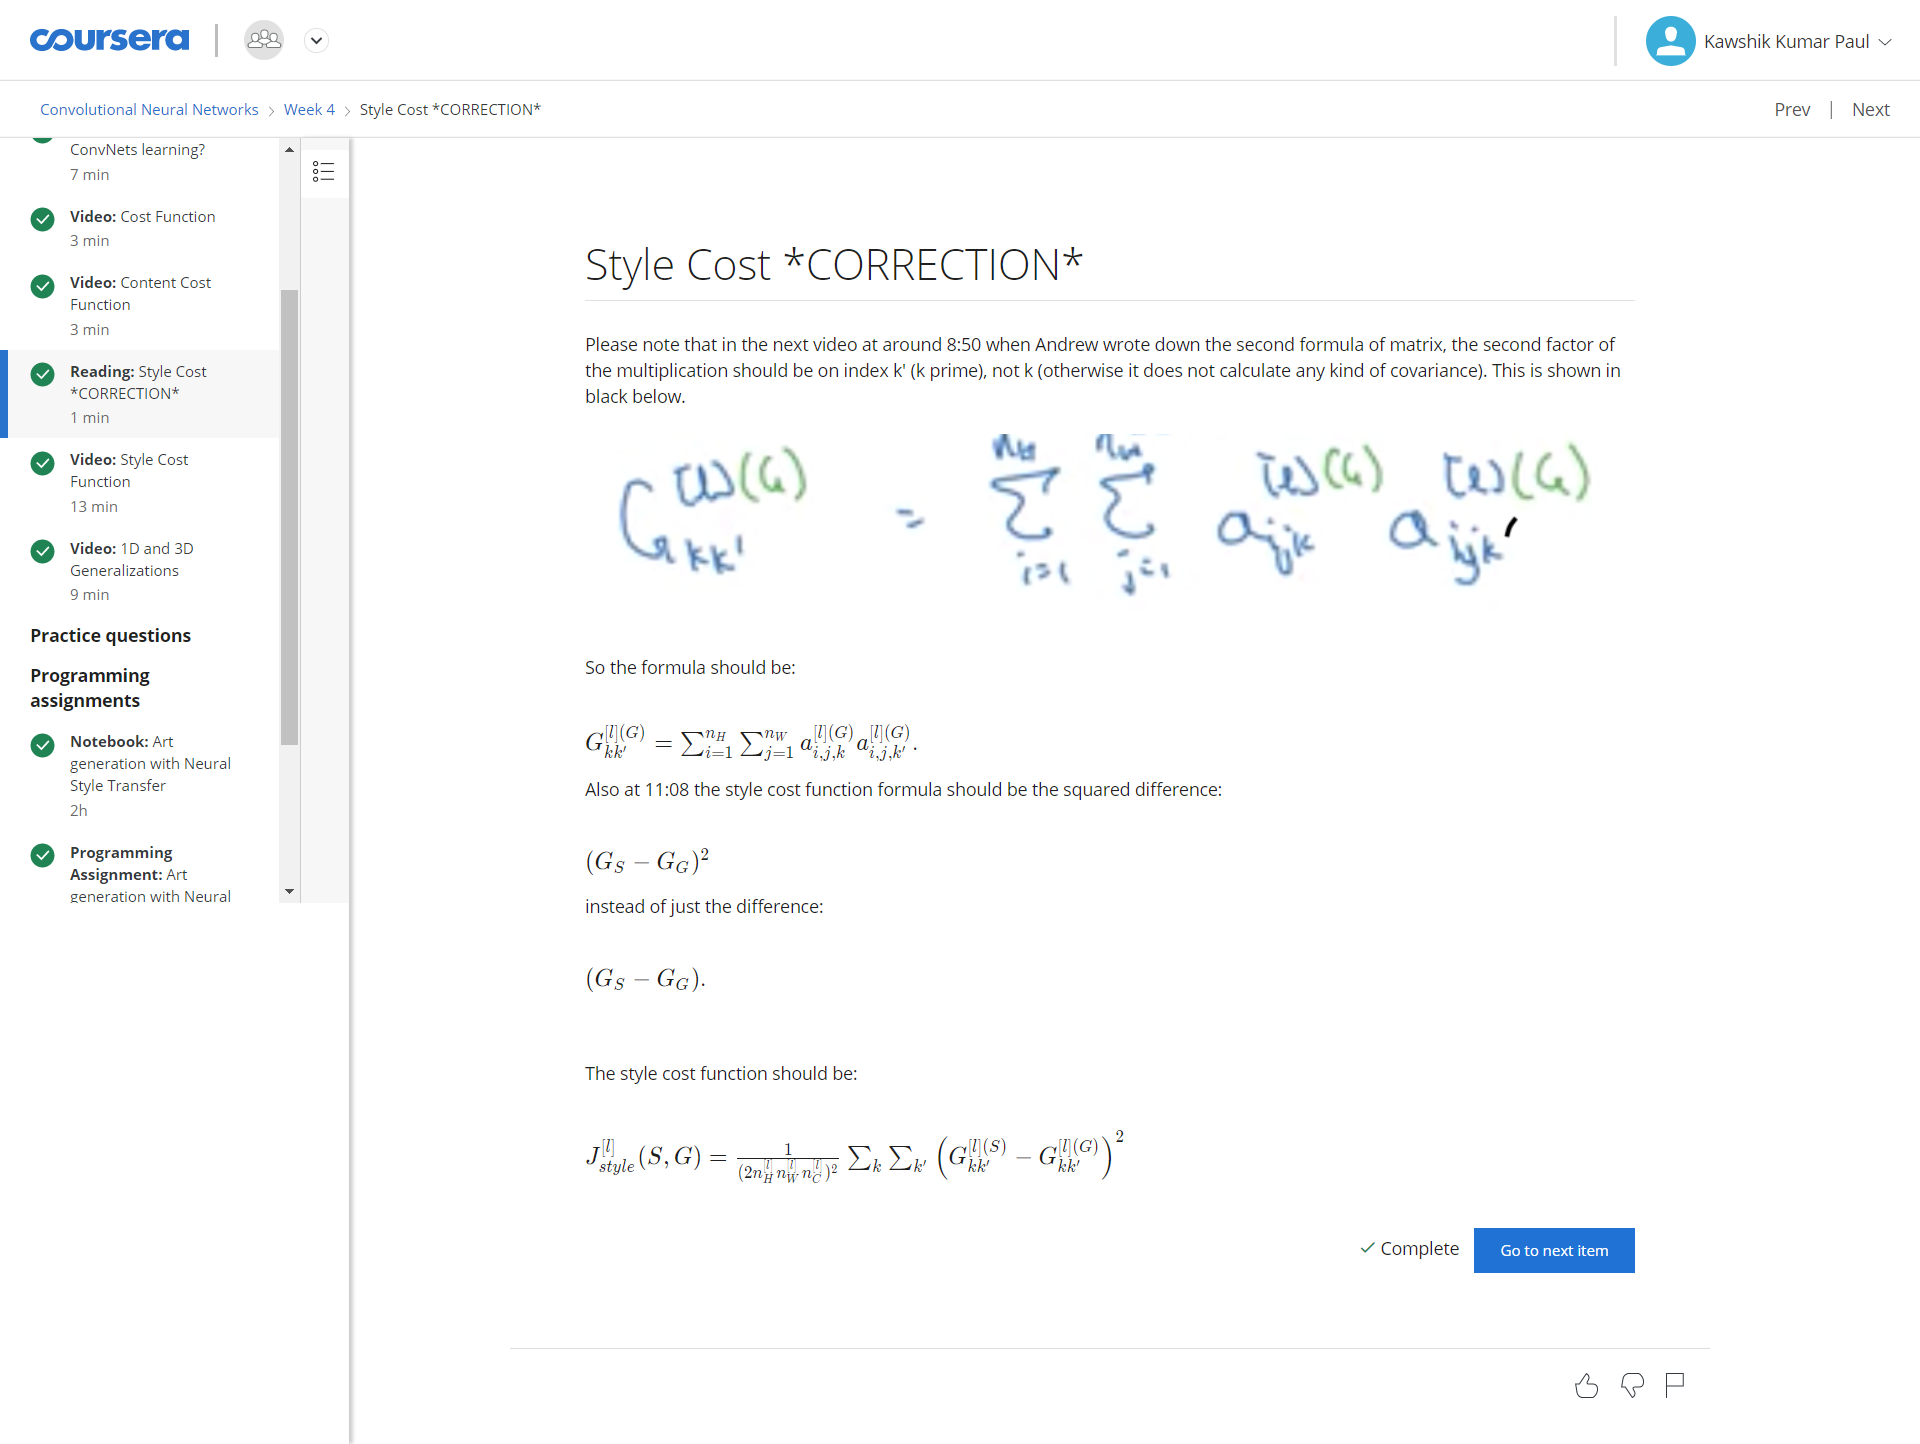 coursera
Kawshik Kumar Paul
Convolutional Neural Networks > Week 4 > Style Cost *CORRECTION*
Prev | Next
ConvNets learning?
7 min
Video: Cost Function
3 min
Video: Content Cost
Function
3 min
Reading: Style Cost
*CORRECTION*
1 min
Video: Style Cost
Function
13 min
Video: 1D and 3D
Generalizations
9 min
Practice questions
Programming
assignments
Notebook: Art
generation with Neural
Style Transfer
2h
Programming
Assignment: Art
generation with Neural
Style Cost *CORRECTION*
Please note that in the next video at around 8:50 when Andrew wrote down the second formula of matrix, the second factor of
the multiplication should be on index k' (k prime), not k (otherwise it does not calculate any kind of covariance). This is shown in
black below.
G_{kk'}^{[l](G)} = \sum_{i=1}^{n_H} \sum_{j=1}^{n_W} a_{ijk}^{[l](G)} a_{ijk'}^{[l](G)}
So the formula should be:
G_{kk'}^{[l](G)} = \sum_{i=1}^{n_H} \sum_{j=1}^{n_W} a_{i,j,k}^{[l](G)} a_{i,j,k'}^{[l](G)}.
Also at 11:08 the style cost function formula should be the squared difference:
(G_S − G_G)^2
instead of just the difference:
(G_S − G_G).
The style cost function should be:
J_{style}^{[l]}(S, G) = \frac{1}{(2n_H^{[l]} n_W^{[l]} n_C^{[l]})^2} \sum_k \sum_{k'} (G_{kk'}^{[l](S)} − G_{kk'}^{[l](G)})^2
Complete
Go to next item